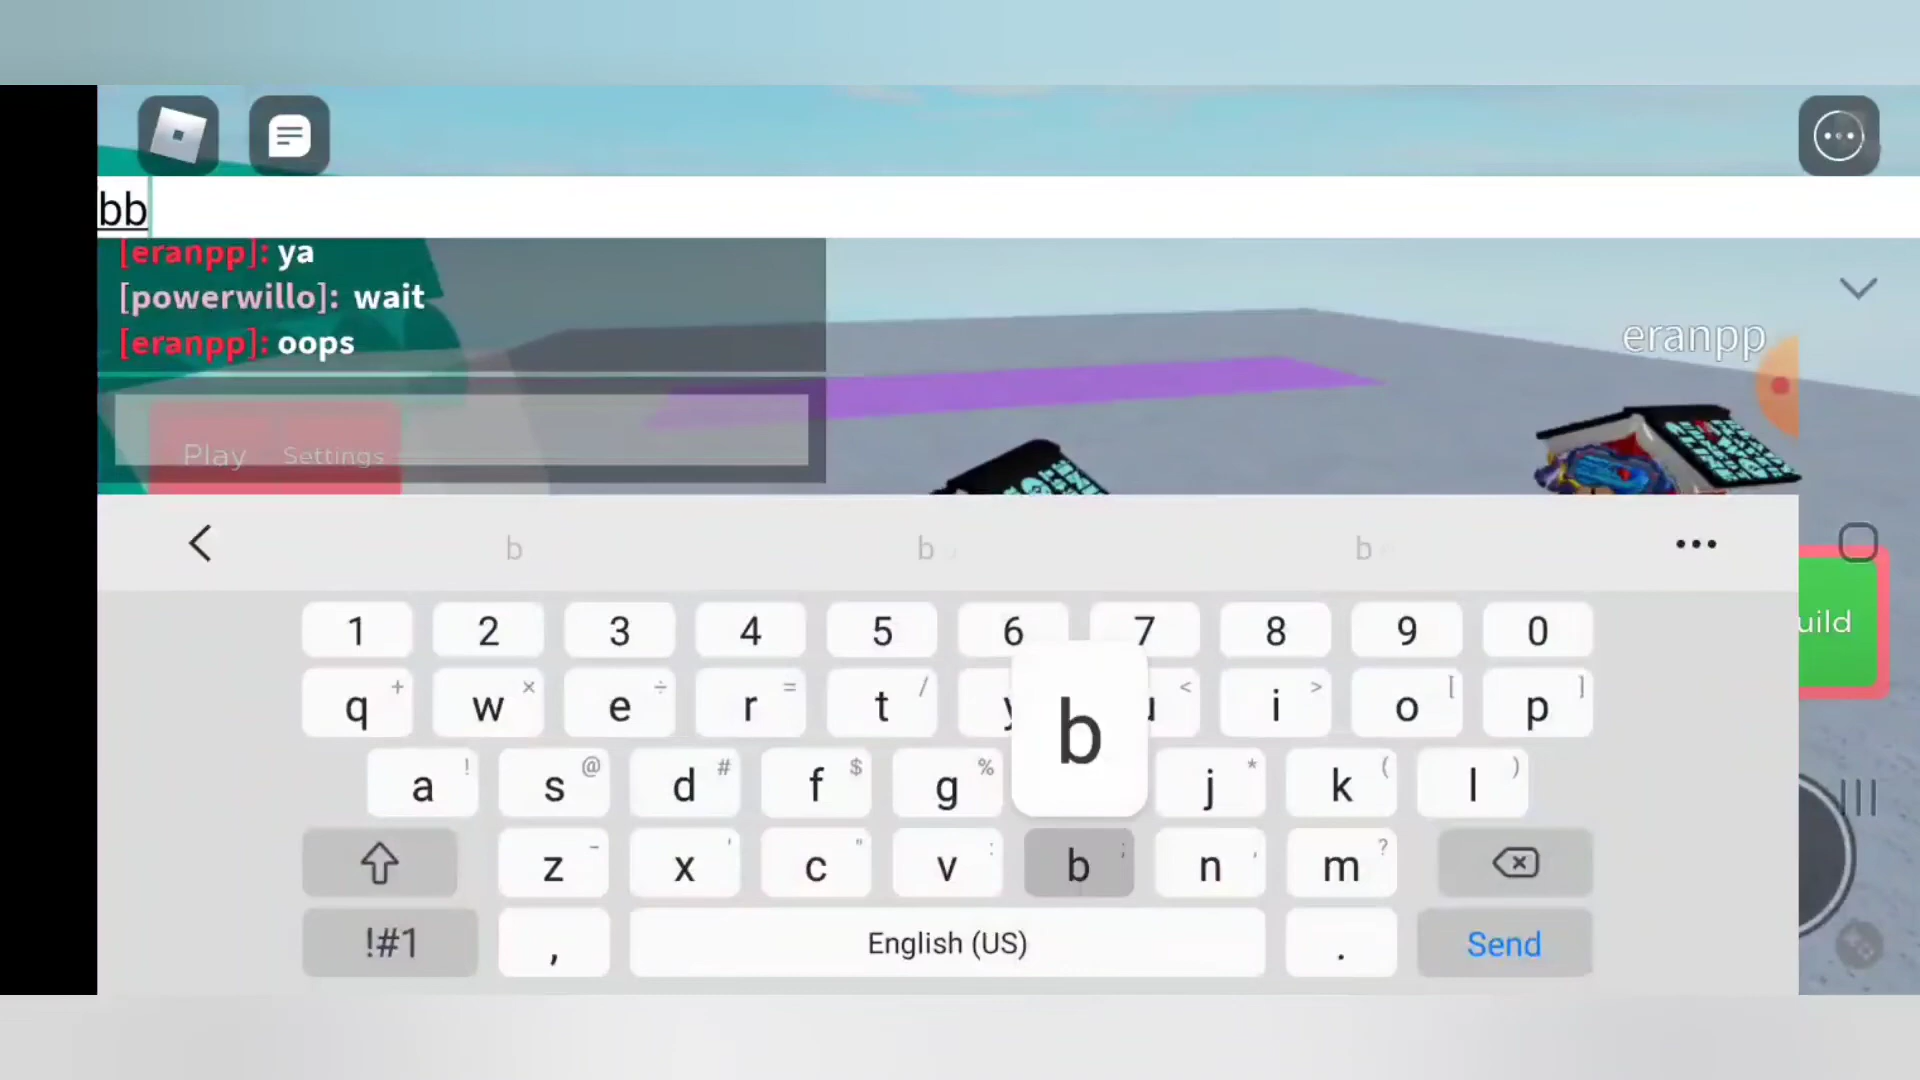 bb
[eranpp]: ya
[powerwillo]: wait
[eranpp]: oops
eranpp
Play Settings
b b b
uild
1 2 3 4 5 6 7 8 9 0
q + w × e ÷ r = t / y u < i > o [ p ]
b
a ! s @ d # f $ g % j * k ( l )
z - x ' c " v : b ; n , m ?
!#1 , English (US) . Send